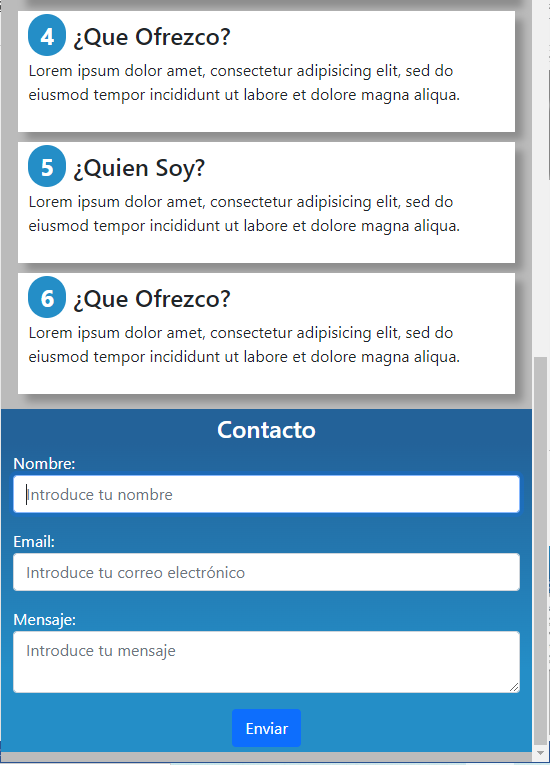 4 ¿Que Ofrezco?
Lorem ipsum dolor amet, consectetur adipisicing elit, sed do
eiusmod tempor incididunt ut labore et dolore magna aliqua.
5 ¿Quien Soy?
Lorem ipsum dolor amet, consectetur adipisicing elit, sed do
eiusmod tempor incididunt ut labore et dolore magna aliqua.
6 ¿Que Ofrezco?
Lorem ipsum dolor amet, consectetur adipisicing elit, sed do
eiusmod tempor incididunt ut labore et dolore magna aliqua.
Contacto
Nombre:
Introduce tu nombre
Email:
Introduce tu correo electrónico
Mensaje:
Introduce tu mensaje
Enviar